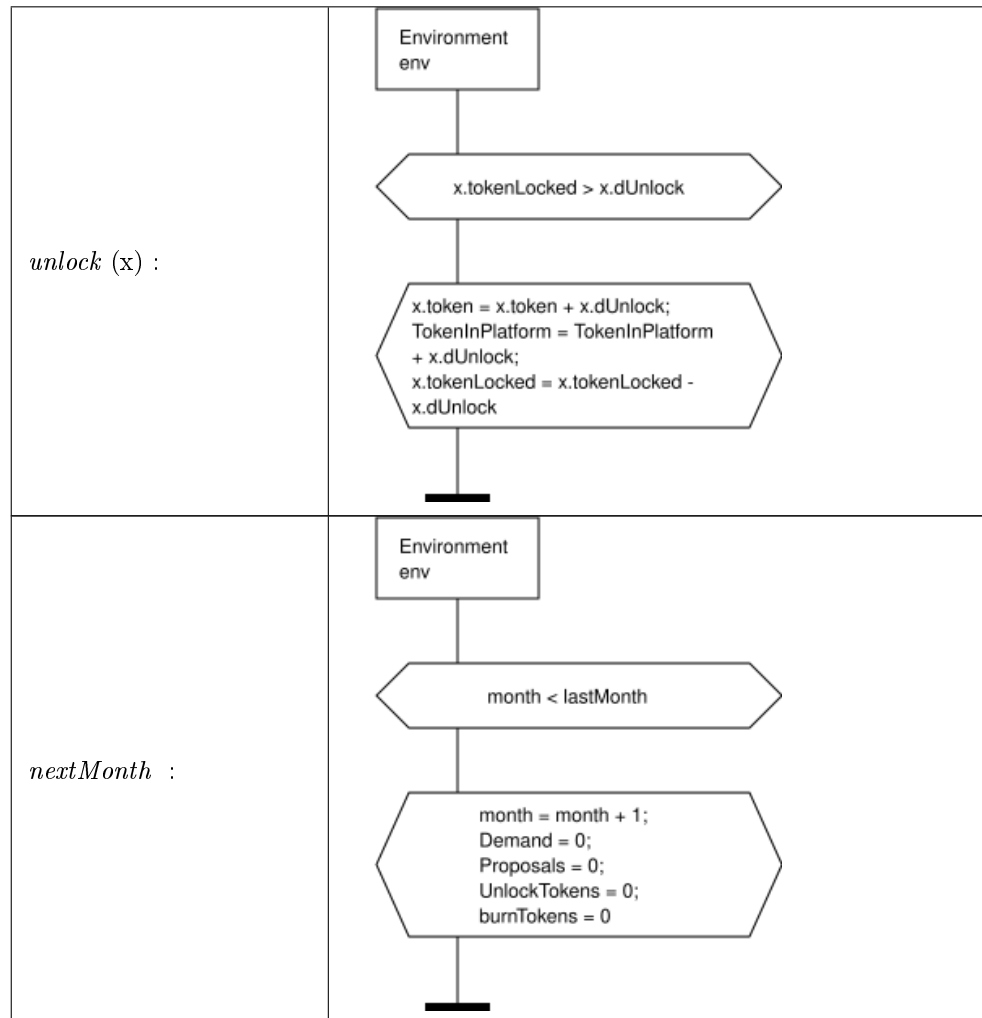 Environment
env
x.tokenLocked > x.dUnlock
unlock (x) :
x.token = x.token + x.dUnlock;
TokenInPlatform = TokenInPlatform
+ x.dUnlock;
x.tokenLocked = x.tokenLocked -
x.dUnlock
Environment
env
month < lastMonth
nextMonth :
month = month + 1;
Demand = 0;
Proposals = 0;
UnlockTokens = 0;
burnTokens = 0